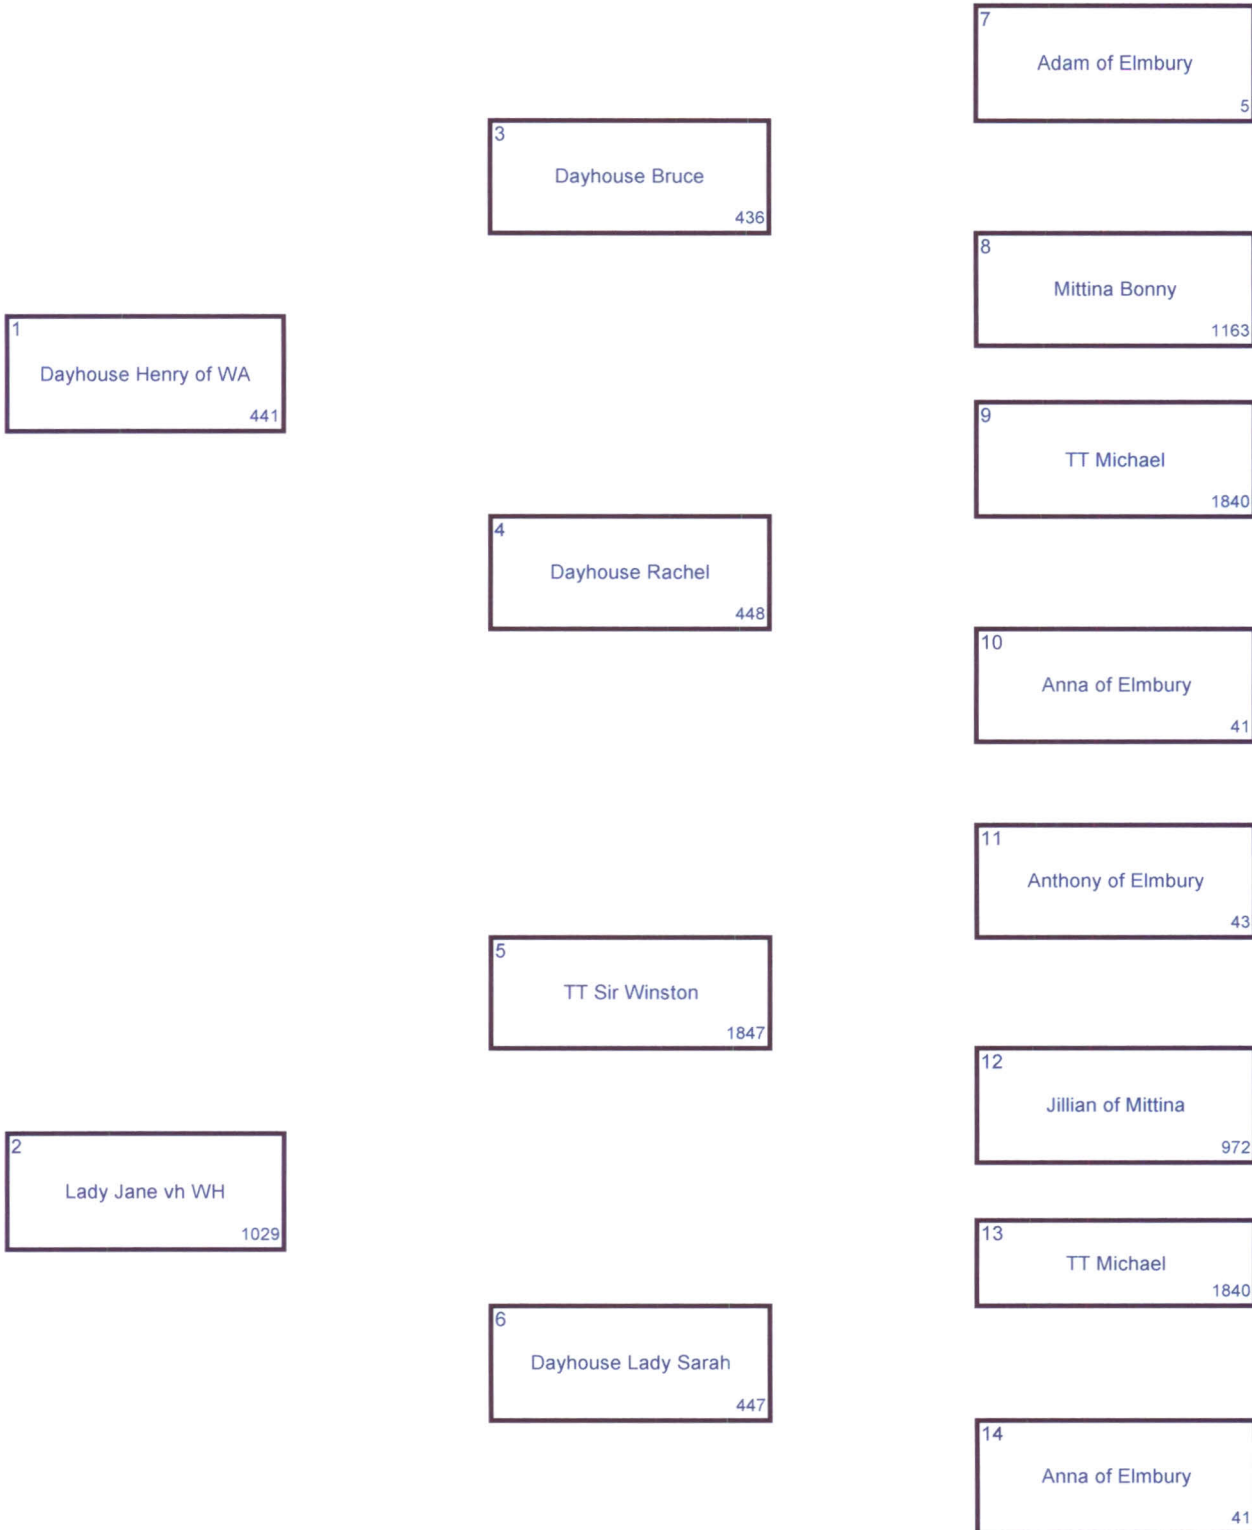 7
Adam of Elmbury
5
3
Dayhouse Bruce
436
8
Mittina Bonny
1163
1
Dayhouse Henry of WA
441
9
TT Michael
1840
4
Dayhouse Rachel
448
10
Anna of Elmbury
41
11
Anthony of Elmbury
43
5
TT Sir Winston
1847
12
Jillian of Mittina
972
2
Lady Jane vh WH
1029
13
TT Michael
1840
6
Dayhouse Lady Sarah
447
14
Anna of Elmbury
41